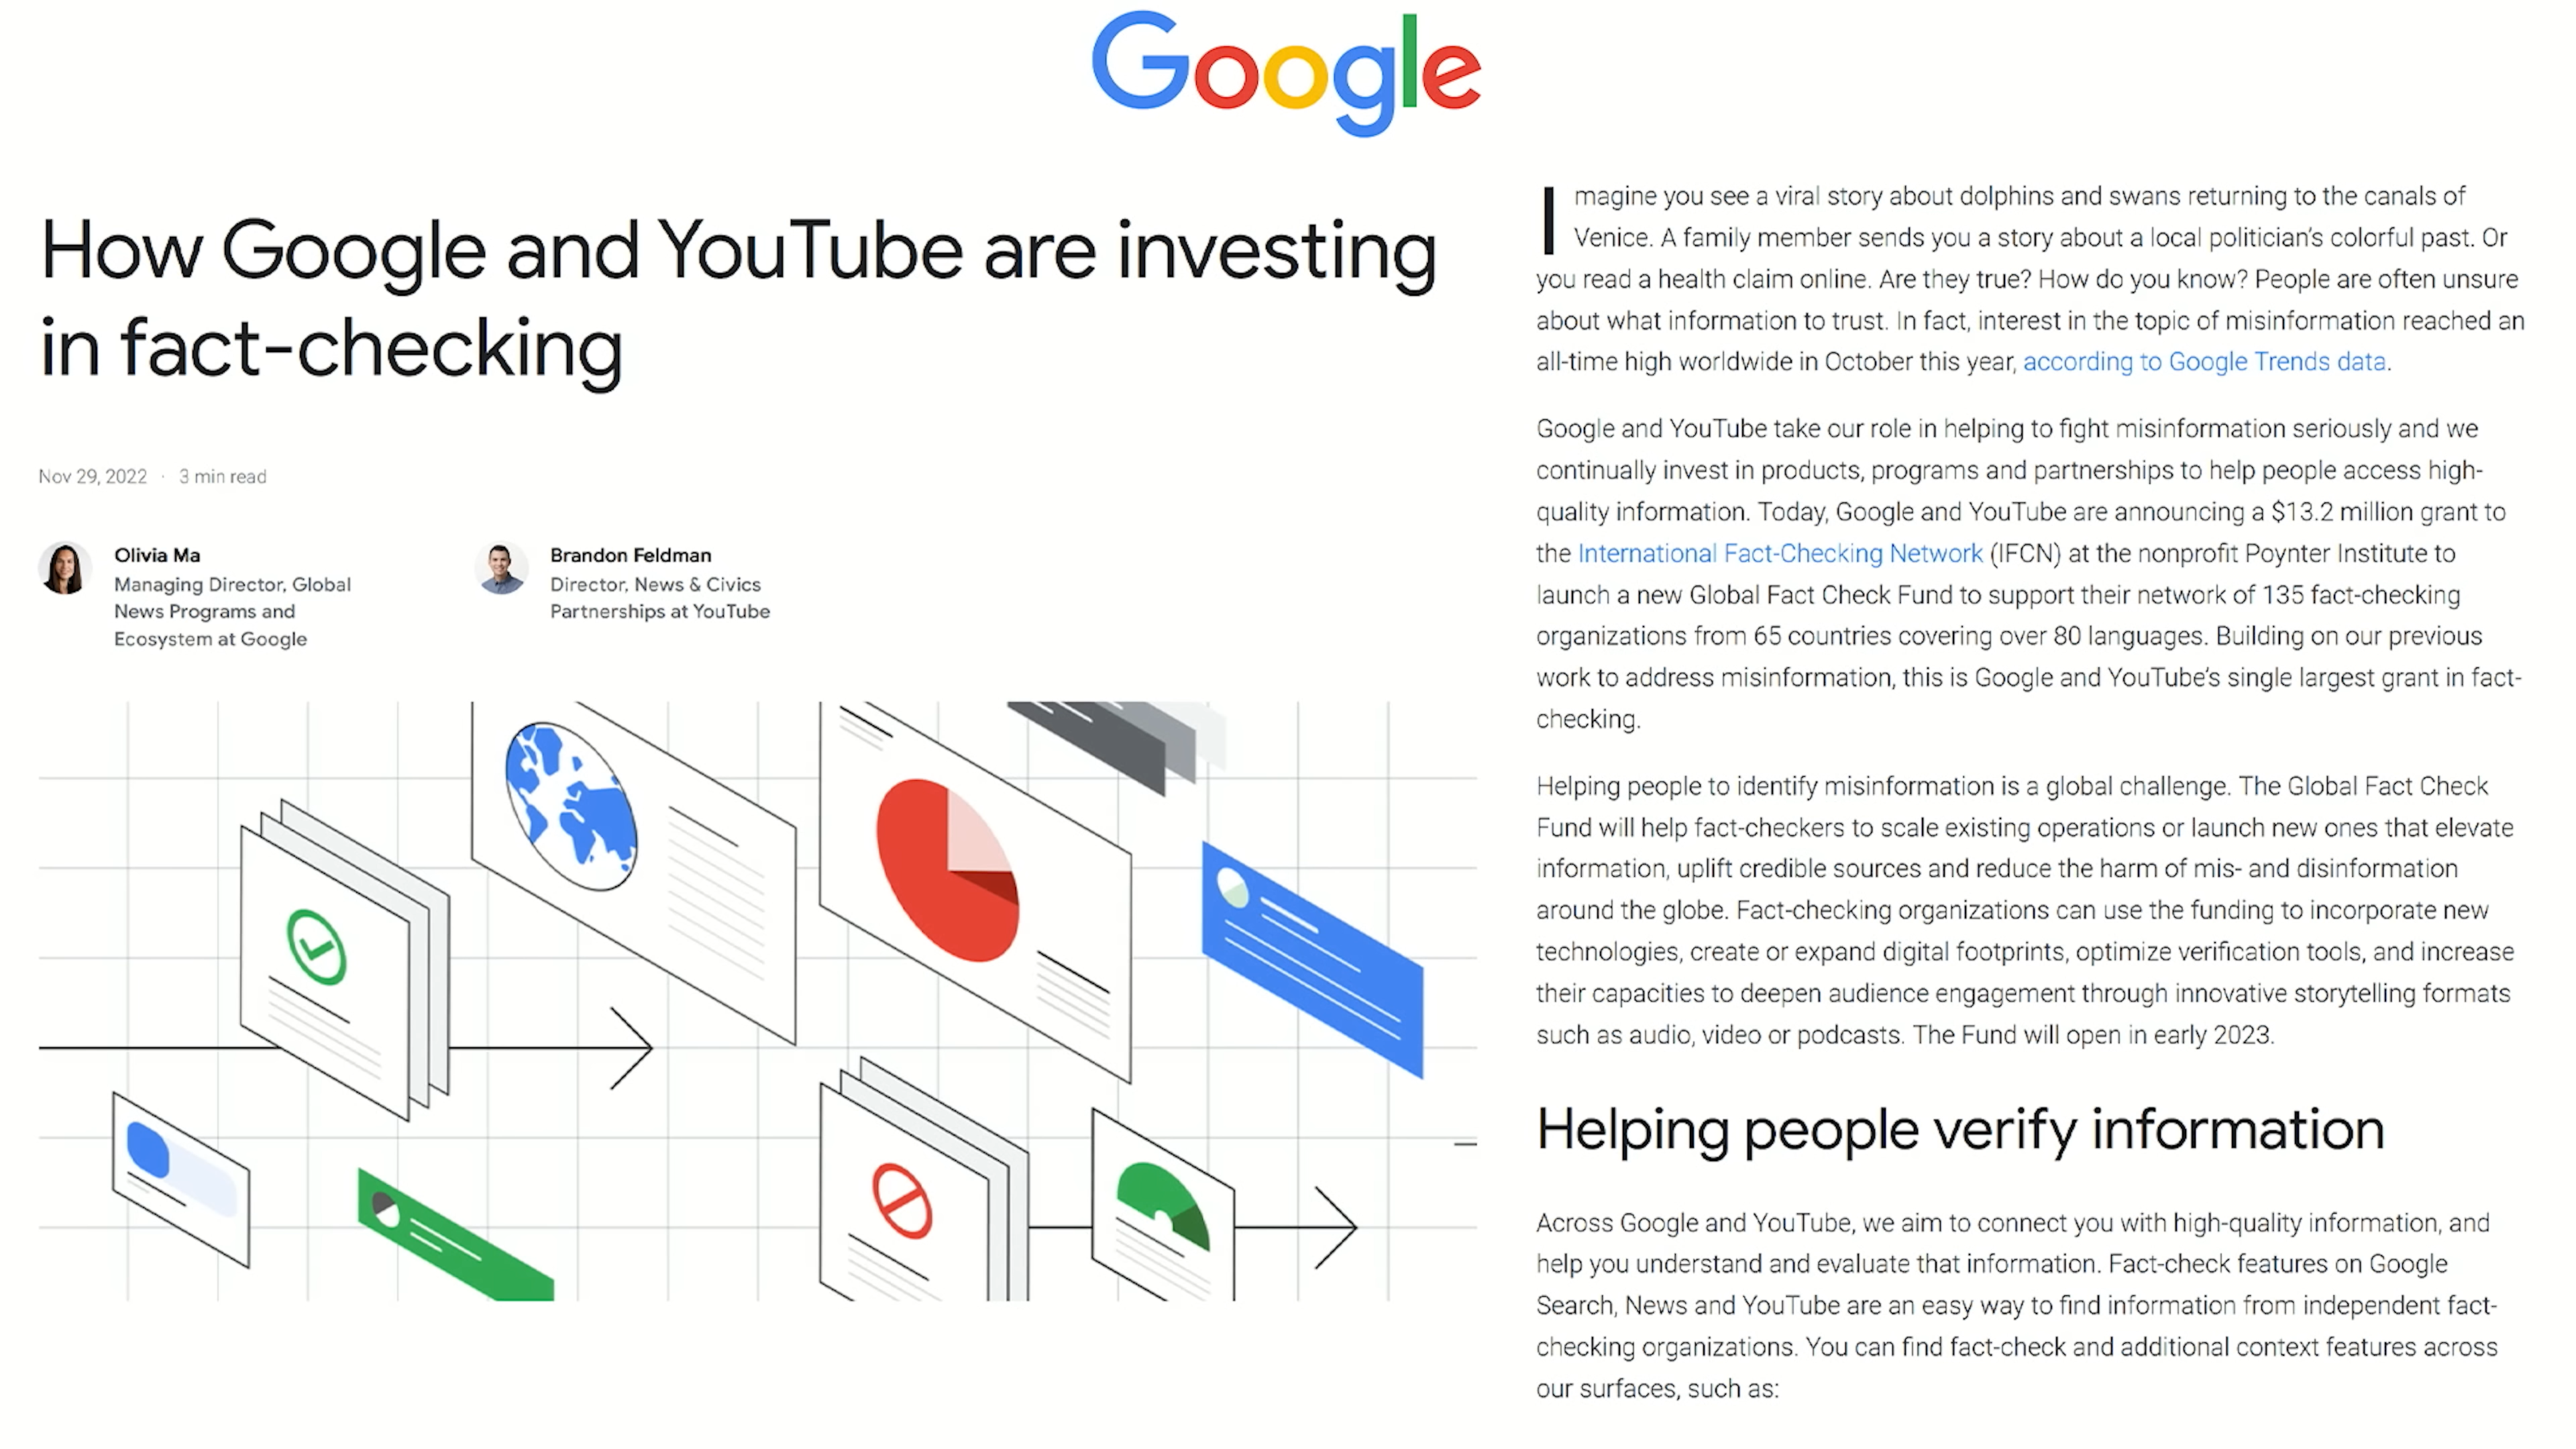 Google
How Google and YouTube are investing
in fact-checking
Nov 29, 2022 · 3 min read
Olivia Ma
Managing Director, Global
News Programs and
Ecosystem at Google
Brandon Feldman
Director, News & Civics
Partnerships at YouTube
Imagine you see a viral story about dolphins and swans returning to the canals of
Venice. A family member sends you a story about a local politician's colorful past. Or
you read a health claim online. Are they true? How do you know? People are often unsure
about what information to trust. In fact, interest in the topic of misinformation reached an
all-time high worldwide in October this year, according to Google Trends data.
Google and YouTube take our role in helping to fight misinformation seriously and we
continually invest in products, programs and partnerships to help people access high-
quality information. Today, Google and YouTube are announcing a $13.2 million grant to
the International Fact-Checking Network (IFCN) at the nonprofit Poynter Institute to
launch a new Global Fact Check Fund to support their network of 135 fact-checking
organizations from 65 countries covering over 80 languages. Building on our previous
work to address misinformation, this is Google and YouTube's single largest grant in fact-
checking.
Helping people to identify misinformation is a global challenge. The Global Fact Check
Fund will help fact-checkers to scale existing operations or launch new ones that elevate
information, uplift credible sources and reduce the harm of mis- and disinformation
around the globe. Fact-checking organizations can use the funding to incorporate new
technologies, create or expand digital footprints, optimize verification tools, and increase
their capacities to deepen audience engagement through innovative storytelling formats
such as audio, video or podcasts. The Fund will open in early 2023.
Helping people verify information
Across Google and YouTube, we aim to connect you with high-quality information, and
help you understand and evaluate that information. Fact-check features on Google
Search, News and YouTube are an easy way to find information from independent fact-
checking organizations. You can find fact-check and additional context features across
our surfaces, such as: